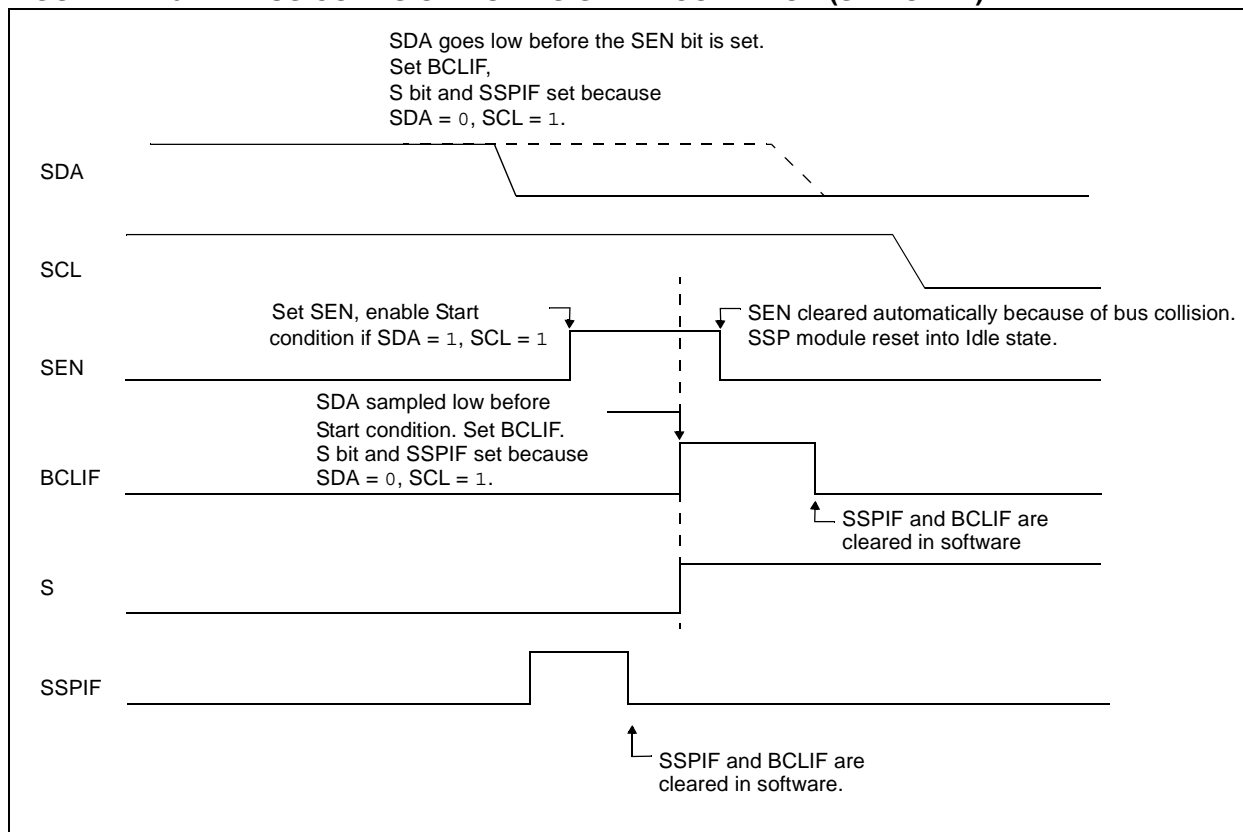 SDA goes low before the SEN bit is set.
Set BCLIF,
S bit and SSPIF set because
SDA = 0, SCL = 1.
SDA
SCL
Set SEN, enable Start
condition if SDA = 1, SCL = 1
SEN cleared automatically because of bus collision.
SSP module reset into Idle state.
SEN
SDA sampled low before
Start condition. Set BCLIF.
S bit and SSPIF set because
SDA = 0, SCL = 1.
BCLIF
SSPIF and BCLIF are
cleared in software
S
SSPIF
SSPIF and BCLIF are
cleared in software.